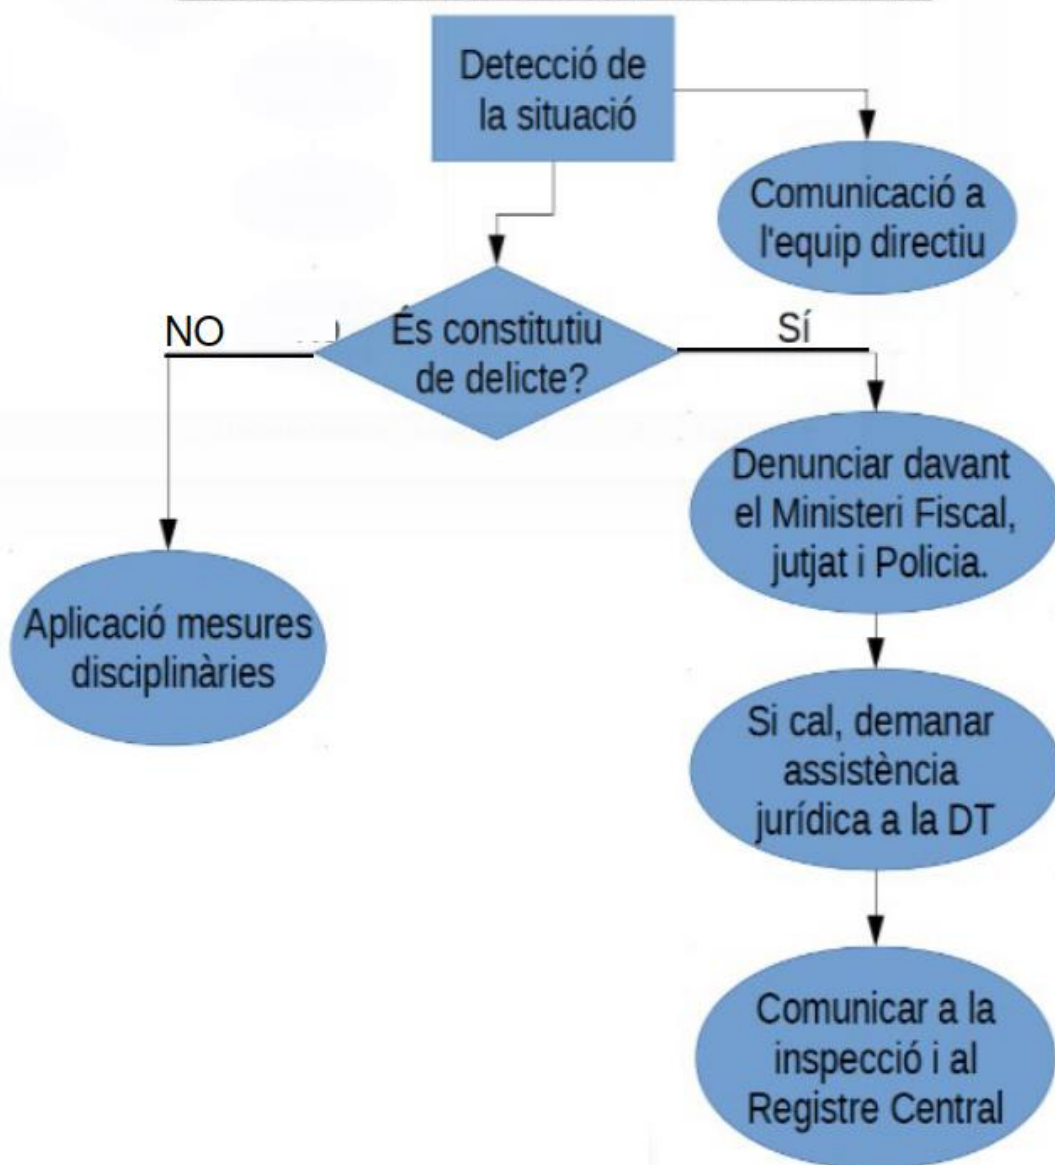 Detecció de
la situació
Comunicació a
l'equip directiu
És constitutiu
de delicte?
NO
Sí
Denunciar davant
el Ministeri Fiscal,
jutjat i Policia.
Aplicació mesures
disciplinàries
Si cal, demanar
assistència
jurídica a la DT
Comunicar a la
inspecció i al
Registre Central